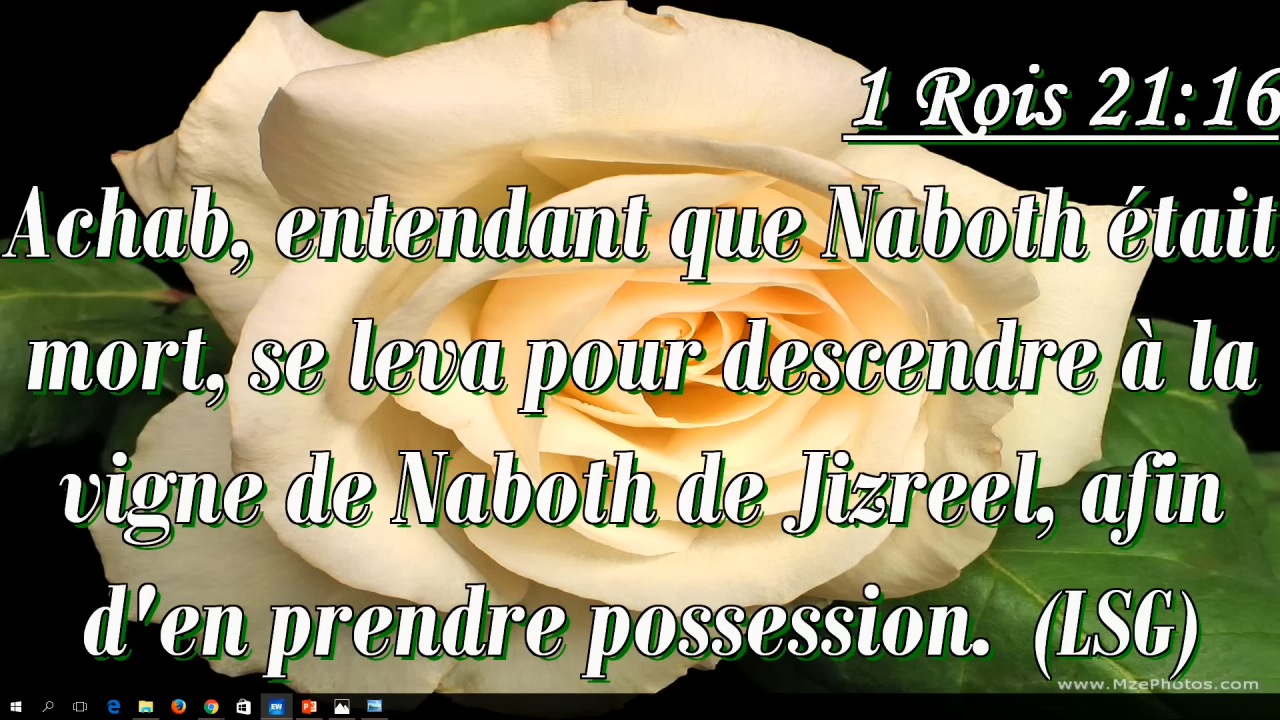 1 Rois 21:16
Achab, entendant que Naboth était
mort, se leva pour descendre à la
vigne de Naboth de Jizreel, afin
d'en prendre possession. (LSG)
www.MzePhotos.com
EW